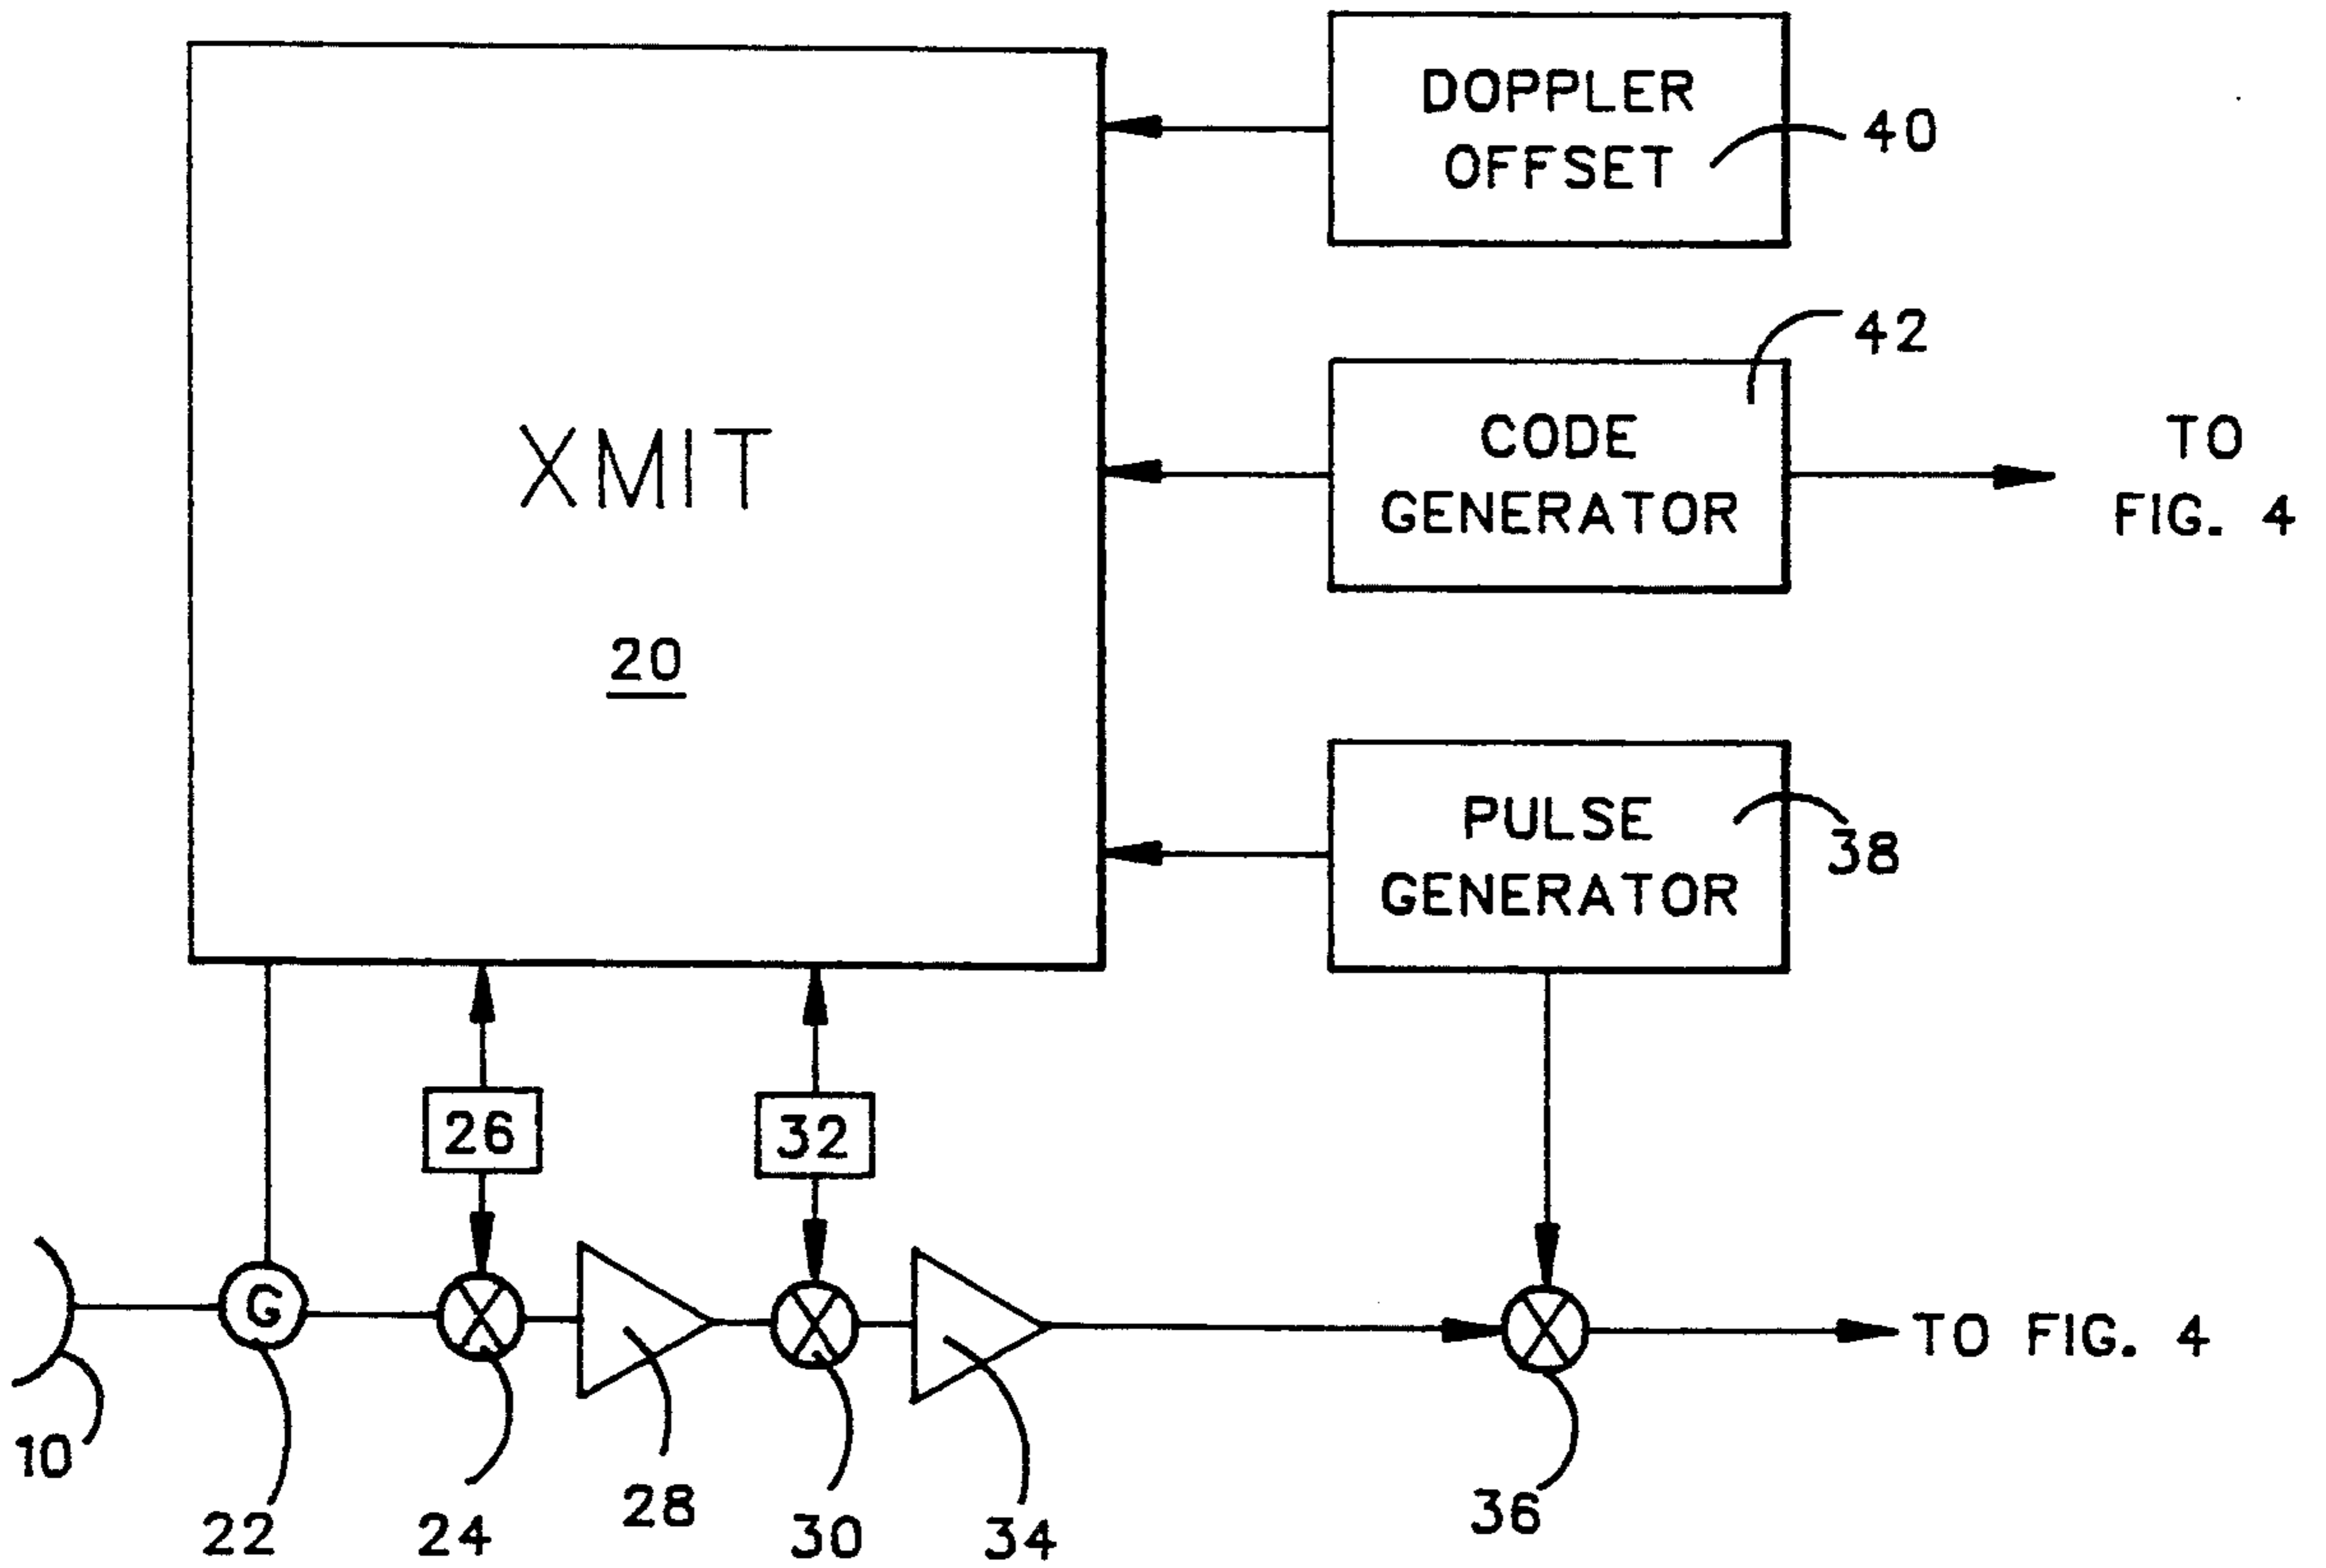 DOPPLER
OFFSET
40
42
CODE
GENERATOR
TO
FIG. 4
XMIT
20
PULSE
GENERATOR
38
26
32
G
TO FIG. 4
10
22
24
28
30
34
36